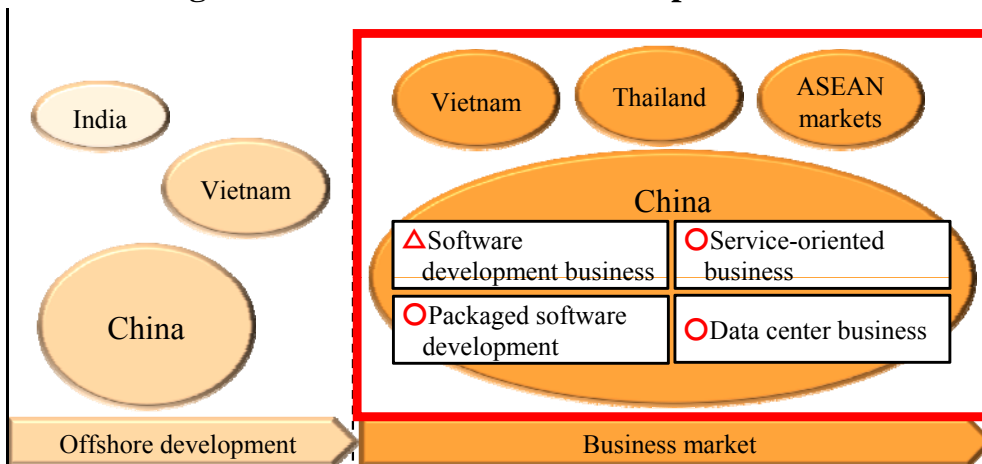 India
Vietnam
China
Offshore development
Vietnam
Thailand
ASEAN
markets
China
△Software
development business
○Service-oriented
business
○Packaged software
development
○Data center business
Business market